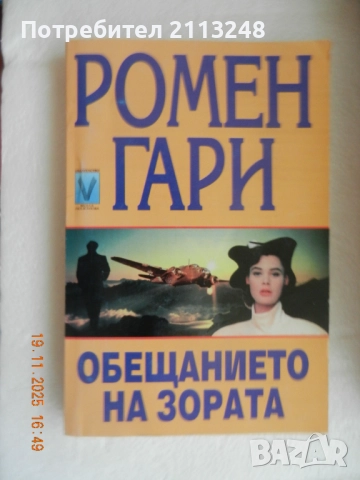 Потребител 2113248
РОМЕН
ГАРИ
V
ОБЕЩАНИЕТО
НА ЗОРАТА
19.11.2025 16:49
BAZAR